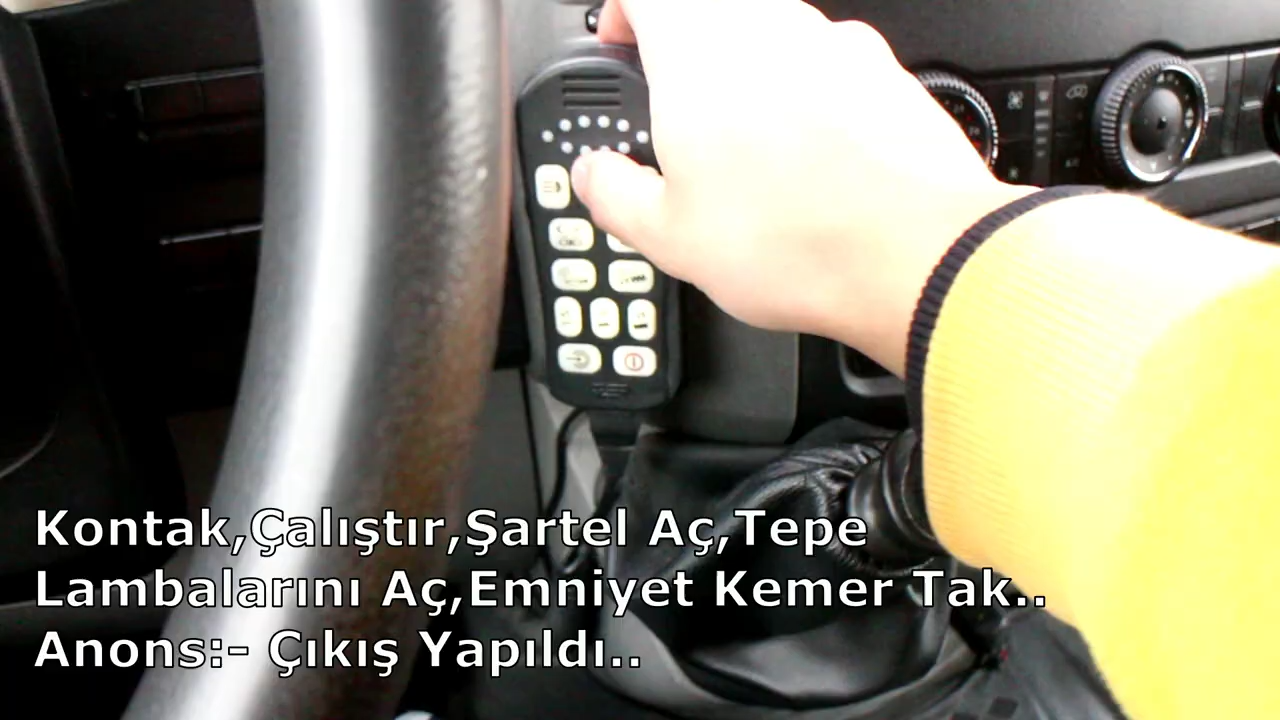 Kontak,Çalıştır,Şartel Aç,Tepe
Lambalarını Aç,Emniyet Kemer Tak..
Anons:- Çıkış Yapıldı..